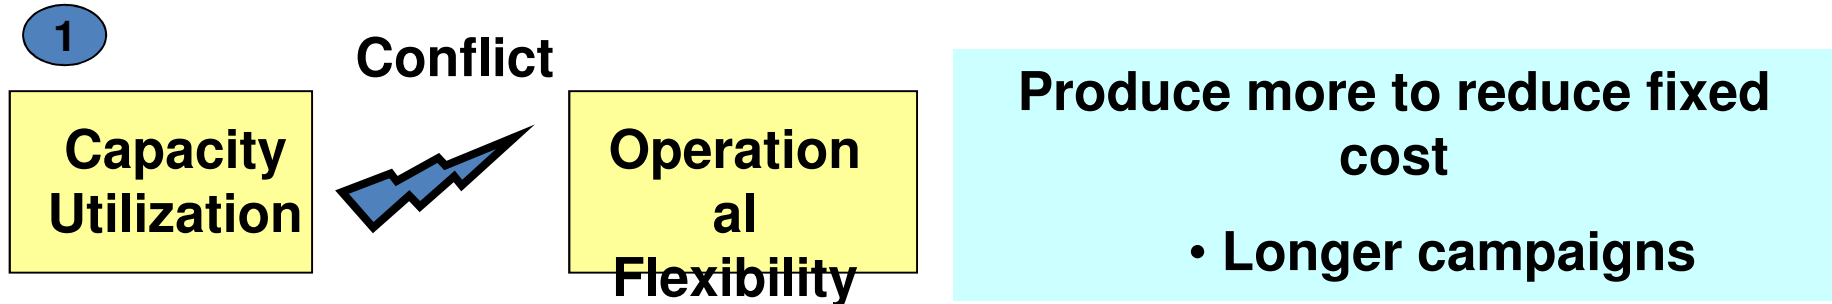 1
Conflict
Capacity
Utilization
Operation
al
Flexibility
Produce more to reduce fixed
cost
• Longer campaigns